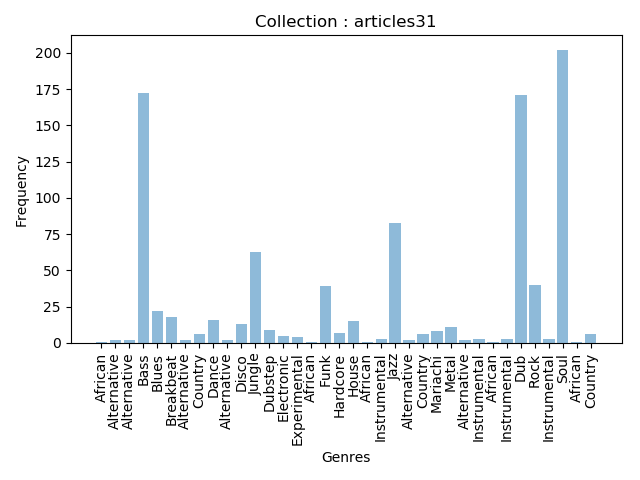 Collection : articles31
200
175
150
125
100
75
50
25
0
Frequency
African
Alternative
Alternative
Bass
Blues
Breakbeat
Alternative
Country
Dance
Alternative
Disco
Jungle
Dubstep
Electronic
Experimental
African
Funk
Hardcore
House
African
Instrumental
Jazz
Alternative
Country
Mariachi
Metal
Alternative
Instrumental
African
Instrumental
Dub
Rock
Instrumental
Soul
African
Country
Genres